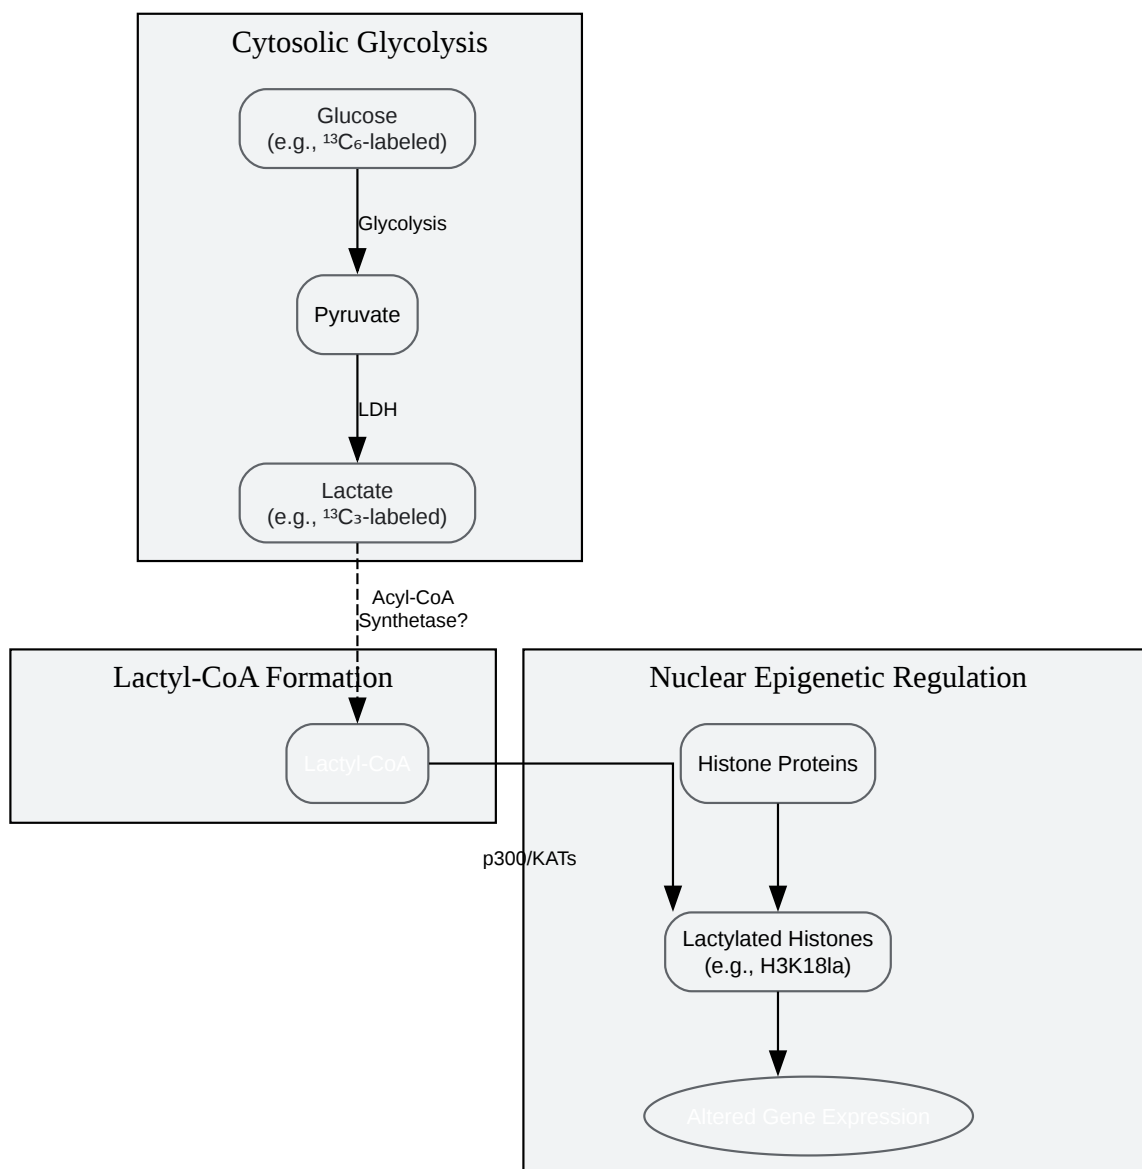 Cytosolic Glycolysis
Glucose
(e.g., ¹³C₆-labeled)
Glycolysis
Pyruvate
LDH
Lactate
(e.g., ¹³C₃-labeled)
Acyl-CoA
Synthetase?
Lactyl-CoA Formation
Lactyl-CoA
Nuclear Epigenetic Regulation
Histone Proteins
p300/KATs
Lactylated Histones
(e.g., H3K18la)
Altered Gene Expression